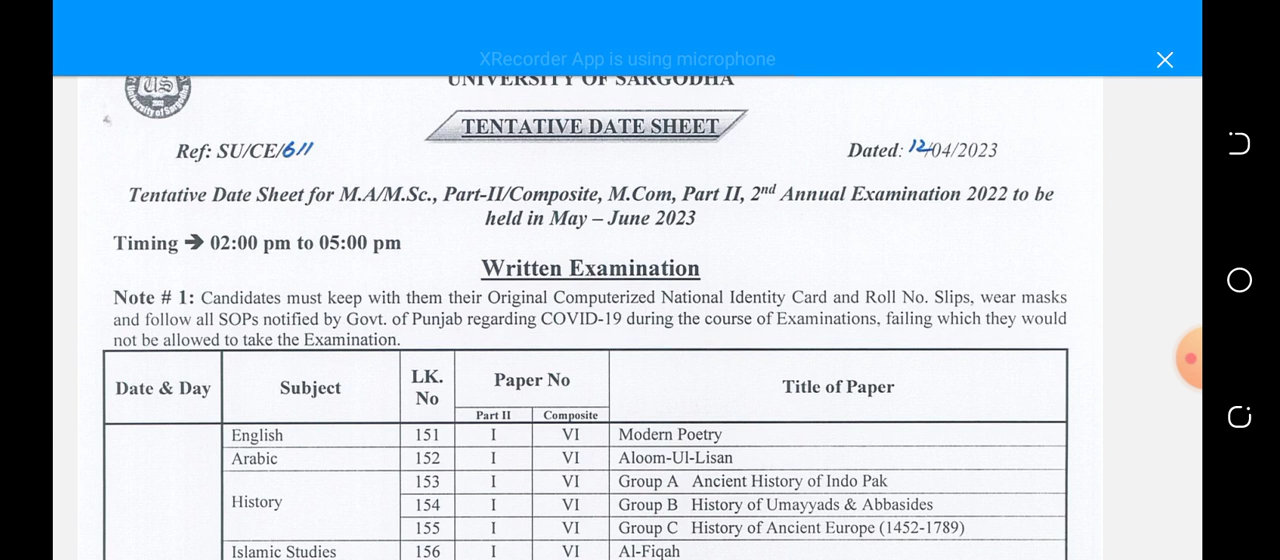 XRecorder App is using microphone
UNIVERSITY OF SARGODHA
TENTATIVE DATE SHEET
Ref: SU/CE/611 Dated: 12/04/2023
Tentative Date Sheet for M.A/M.Sc., Part-II/Composite, M.Com, Part II, 2nd Annual Examination 2022 to be
held in May – June 2023
Timing ➔ 02:00 pm to 05:00 pm
Written Examination
Note # 1: Candidates must keep with them their Original Computerized National Identity Card and Roll No. Slips, wear masks
and follow all SOPs notified by Govt. of Punjab regarding COVID-19 during the course of Examinations, failing which they would
not be allowed to take the Examination.
Date & Day Subject LK. No Paper No Title of Paper
Part II Composite
English 151 I VI Modern Poetry
Arabic 152 I VI Aloom-Ul-Lisan
History 153 I VI Group A Ancient History of Indo Pak
154 I VI Group B History of Umayyads & Abbasides
155 I VI Group C History of Ancient Europe (1452-1789)
Islamic Studies 156 I VI Al-Fiqah